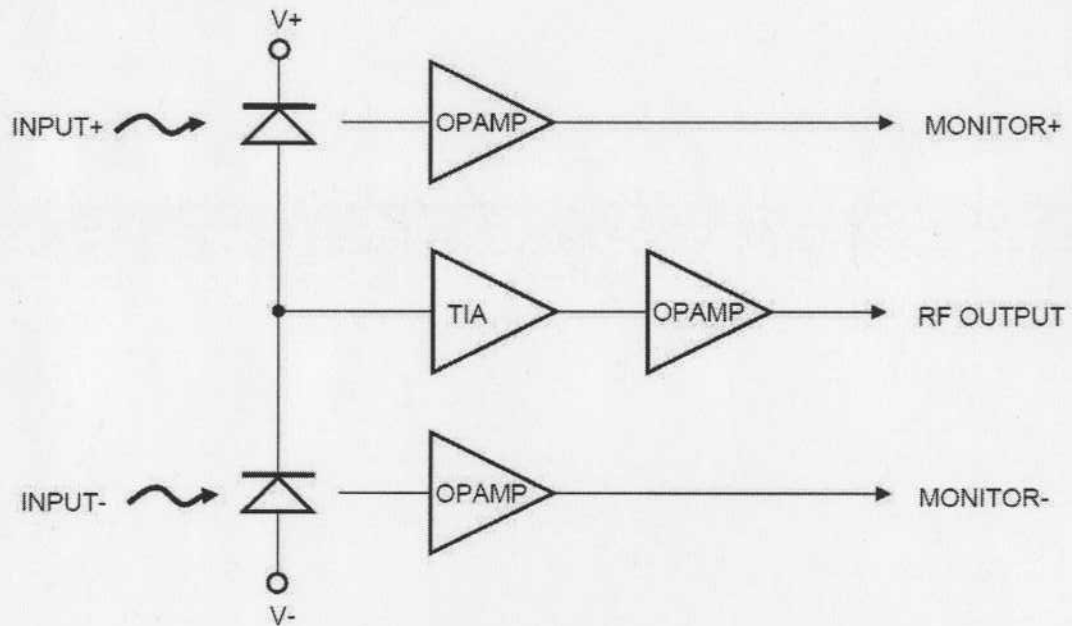 V+
INPUT+
OPAMP
MONITOR+
TIA
OPAMP
RF OUTPUT
INPUT-
OPAMP
MONITOR-
V-